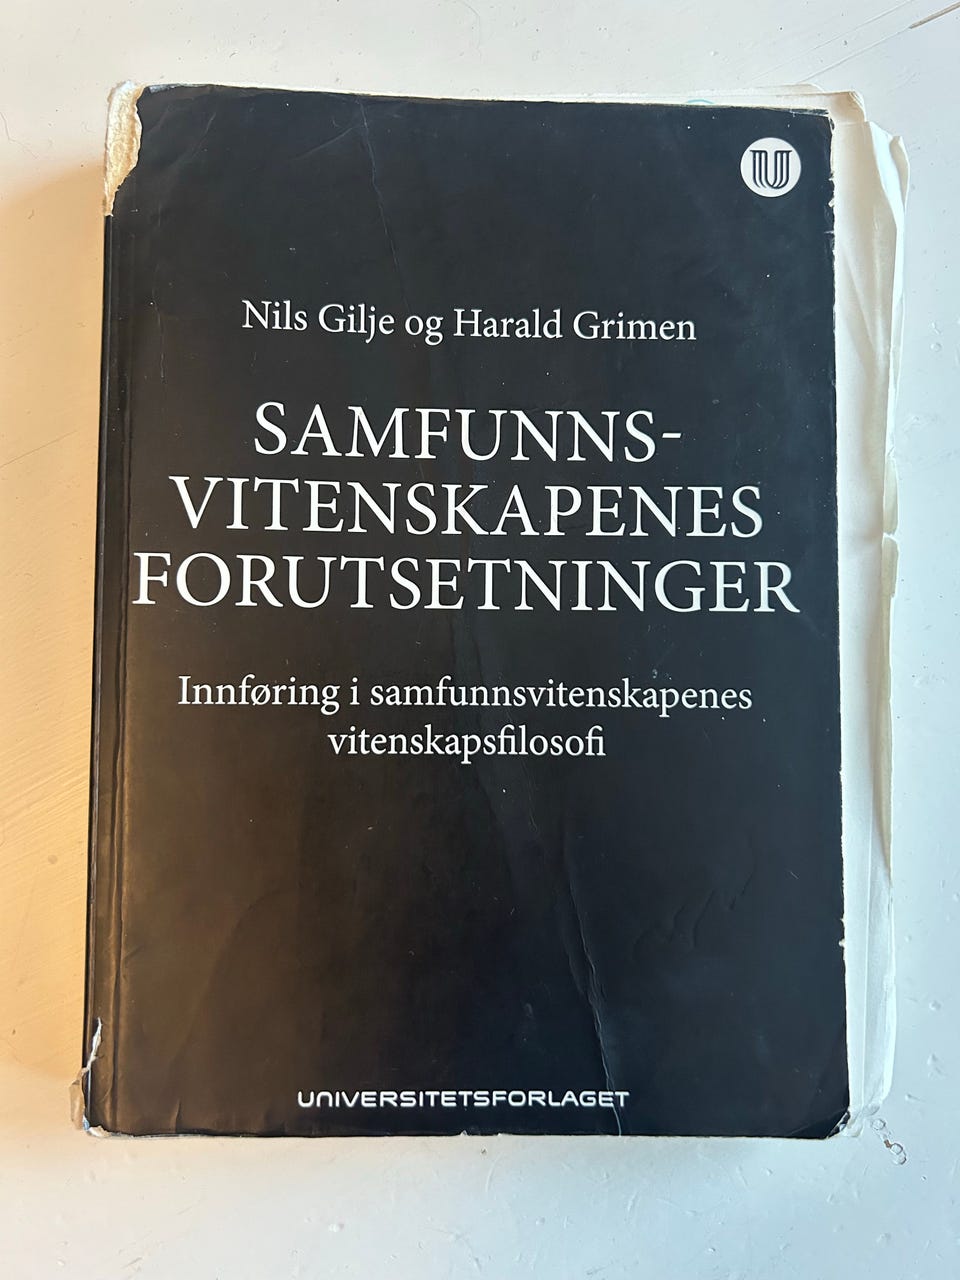 U
Nils Gilje og Harald Grimen
SAMFUNNS-
VITENSKAPENES
FORUTSETNINGER
Innføring i samfunnsvitenskapenes
vitenskapsfilosofi
UNIVERSITETSFORLAGET